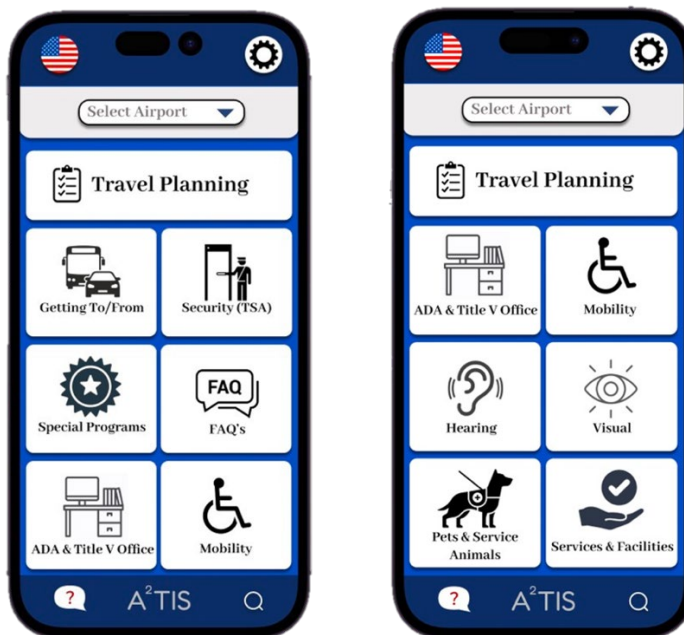 Select Airport
Travel Planning
Getting To/From
Security (TSA)
Special Programs
FAQ
FAQ's
ADA & Title V Office
Mobility
?
A²TIS
Select Airport
Travel Planning
ADA & Title V Office
Mobility
Hearing
Visual
Pets & Service
Animals
Services & Facilities
?
A²TIS